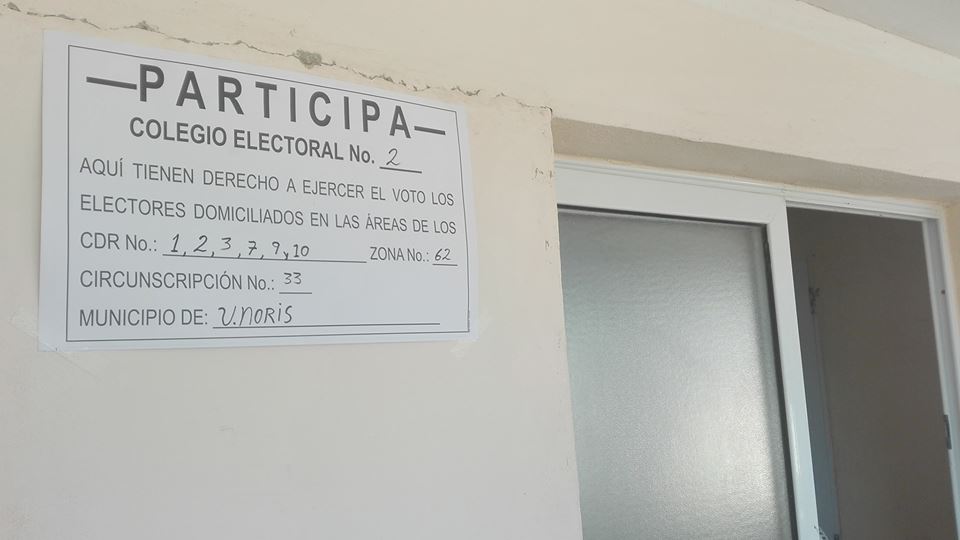 —PARTICIPA—
COLEGIO ELECTORAL No. 2
AQUÍ TIENEN DERECHO A EJERCER EL VOTO LOS
ELECTORES DOMICILIADOS EN LAS ÁREAS DE LOS
CDR No.: 1, 2, 3, 7, 9 y 10 ZONA No.: 62
CIRCUNSCRIPCIÓN No.: 33
MUNICIPIO DE: U. NORIS